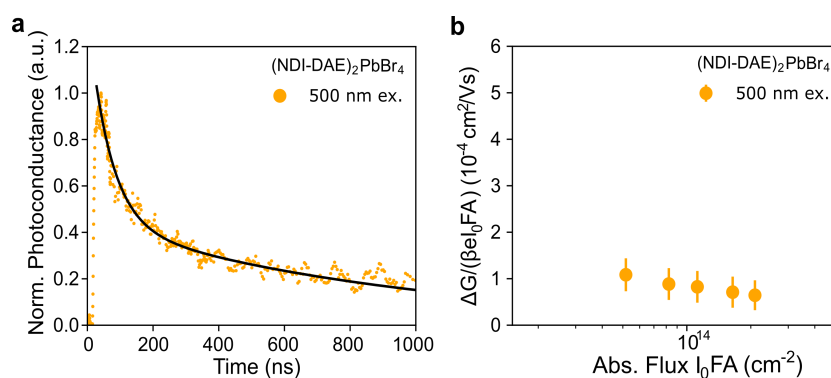 a
Norm. Photoconductance (a.u.)
1.2
1.0
0.8
0.6
0.4
0.2
0.0
(NDI-DAE)₂PbBr₄
500 nm ex.
0 200 400 600 800 1000
Time (ns)
b
ΔG/(βeI₀FA) (10⁻⁴ cm²/Vs)
6
5
4
3
2
1
0
(NDI-DAE)₂PbBr₄
500 nm ex.
10¹⁴
Abs. Flux I₀FA (cm⁻²)